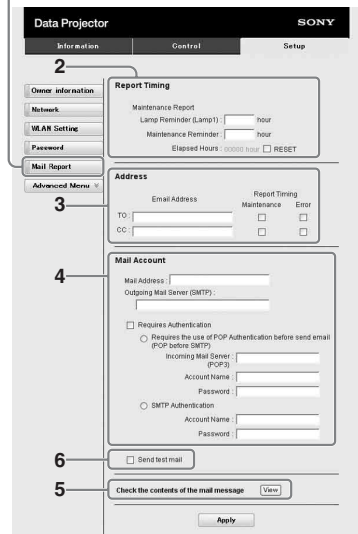 Data Projector SONY
Information Control Setup
2
Owner information
Network
WLAN Setting
Password
Mail Report
Advanced Menu
Report Timing
Maintenance Report
Lamp Reminder (Lamp1) : hour
Maintenance Reminder : hour
Elapsed Hours : 00000 hour RESET
3
Address
Email Address Report Timing
Maintenance Error
TO :
CC :
4
Mail Account
Mail Address :
Outgoing Mail Server (SMTP) :
Requires Authentication
Requires the use of POP Authentication before send email
(POP before SMTP)
Incoming Mail Server :
(POP3)
Account Name :
Password :
SMTP Authentication
Account Name :
Password :
6
Send test mail
5
Check the contents of the mail message View
Apply